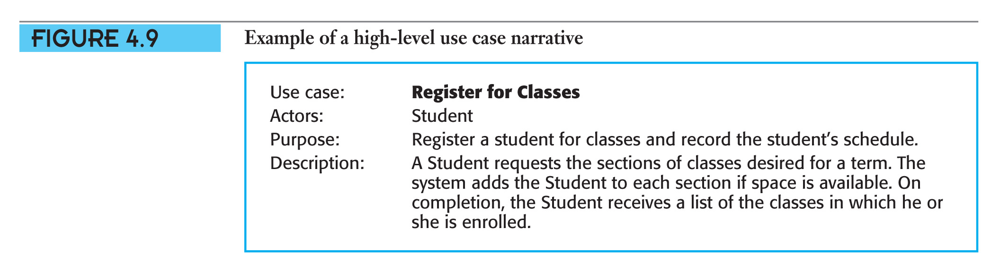 FIGURE 4.9
Example of a high-level use case narrative
Use case: Register for Classes
Actors: Student
Purpose: Register a student for classes and record the student’s schedule.
Description: A Student requests the sections of classes desired for a term. The
system adds the Student to each section if space is available. On
completion, the Student receives a list of the classes in which he or
she is enrolled.